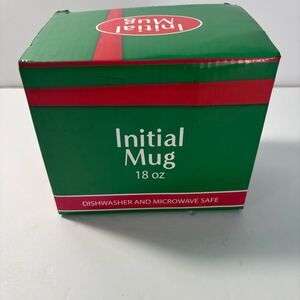 Initial
Mug
Initial
Mug
18 oz
DISHWASHER AND MICROWAVE SAFE